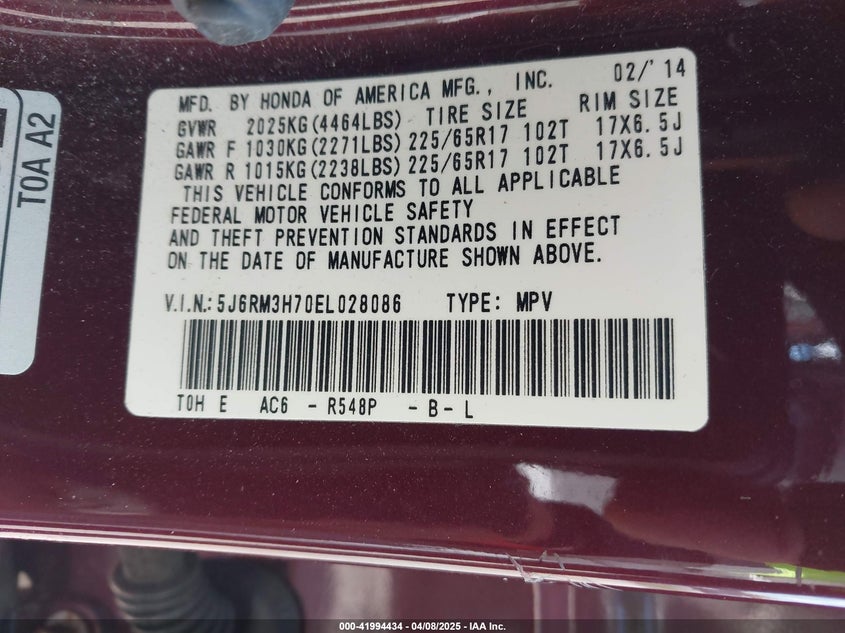 TOA A2
MFD. BY HONDA OF AMERICA MFG., INC. 02/'14
GVWR 2025KG(4464LBS) TIRE SIZE RIM SIZE
GAWR F 1030KG(2271LBS) 225/65R17 102T 17X6.5J
GAWR R 1015KG(2238LBS) 225/65R17 102T 17X6.5J
THIS VEHICLE CONFORMS TO ALL APPLICABLE
FEDERAL MOTOR VEHICLE SAFETY
AND THEFT PREVENTION STANDARDS IN EFFECT
ON THE DATE OF MANUFACTURE SHOWN ABOVE.
V.I.N.: 5J6RM3H70EL028086 TYPE: MPV
TOH E AC6 - R548P - B - L
000-41994434 - 04/08/2025 - IAA Inc.